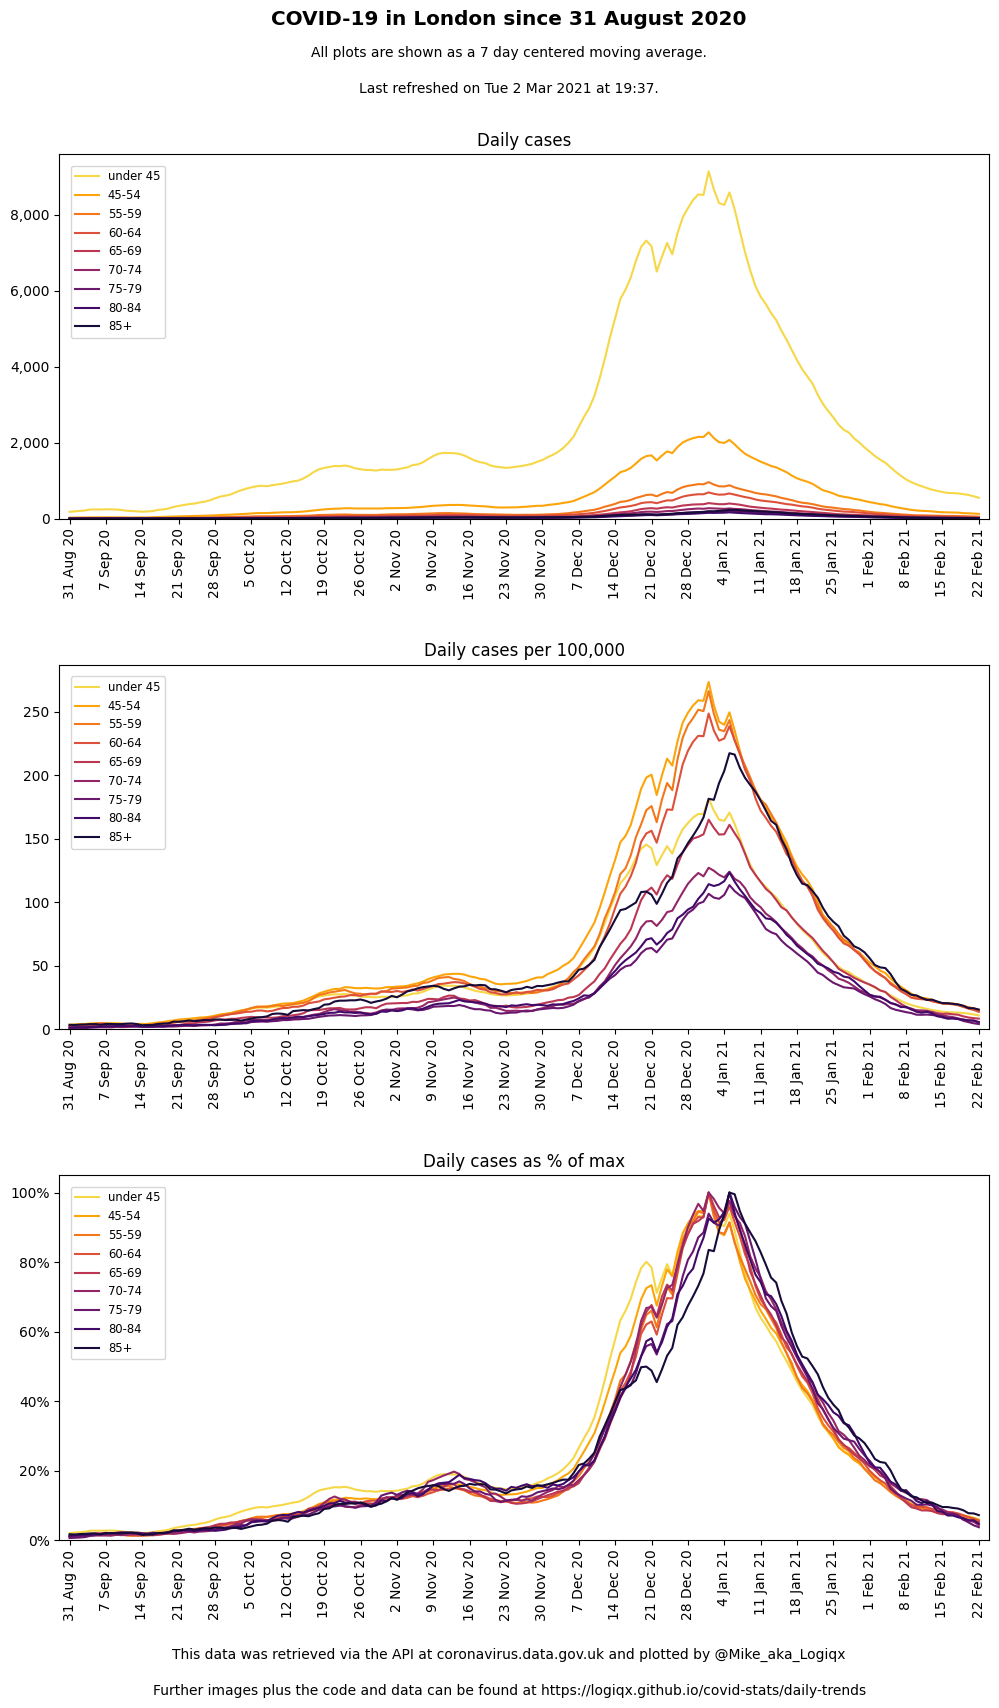 COVID-19 in London since 31 August 2020
All plots are shown as a 7 day centered moving average.
Last refreshed on Tue 2 Mar 2021 at 19:37.
Daily cases
under 45
45-54
55-59
60-64
65-69
70-74
75-79
80-84
85+
8,000
6,000
4,000
2,000
0
31 Aug 20
7 Sep 20
14 Sep 20
21 Sep 20
28 Sep 20
5 Oct 20
12 Oct 20
19 Oct 20
26 Oct 20
2 Nov 20
9 Nov 20
16 Nov 20
23 Nov 20
30 Nov 20
7 Dec 20
14 Dec 20
21 Dec 20
28 Dec 20
4 Jan 21
11 Jan 21
18 Jan 21
25 Jan 21
1 Feb 21
8 Feb 21
15 Feb 21
22 Feb 21
Daily cases per 100,000
under 45
45-54
55-59
60-64
65-69
70-74
75-79
80-84
85+
250
200
150
100
50
0
31 Aug 20
7 Sep 20
14 Sep 20
21 Sep 20
28 Sep 20
5 Oct 20
12 Oct 20
19 Oct 20
26 Oct 20
2 Nov 20
9 Nov 20
16 Nov 20
23 Nov 20
30 Nov 20
7 Dec 20
14 Dec 20
21 Dec 20
28 Dec 20
4 Jan 21
11 Jan 21
18 Jan 21
25 Jan 21
1 Feb 21
8 Feb 21
15 Feb 21
22 Feb 21
Daily cases as % of max
under 45
45-54
55-59
60-64
65-69
70-74
75-79
80-84
85+
100%
80%
60%
40%
20%
0%
31 Aug 20
7 Sep 20
14 Sep 20
21 Sep 20
28 Sep 20
5 Oct 20
12 Oct 20
19 Oct 20
26 Oct 20
2 Nov 20
9 Nov 20
16 Nov 20
23 Nov 20
30 Nov 20
7 Dec 20
14 Dec 20
21 Dec 20
28 Dec 20
4 Jan 21
11 Jan 21
18 Jan 21
25 Jan 21
1 Feb 21
8 Feb 21
15 Feb 21
22 Feb 21
This data was retrieved via the API at coronavirus.data.gov.uk and plotted by @Mike_aka_Logiqx
Further images plus the code and data can be found at https://logiqx.github.io/covid-stats/daily-trends